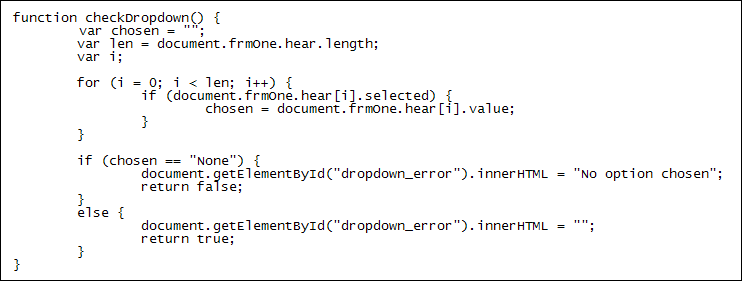 function checkDropdown() {
var chosen = "";
var len = document.frmOne.hear.length;
var i;
for (i = 0; i < len; i++) {
if (document.frmOne.hear[i].selected) {
chosen = document.frmOne.hear[i].value;
}
}
if (chosen == "None") {
document.getElementById("dropdown_error").innerHTML = "No option chosen";
return false;
}
else {
document.getElementById("dropdown_error").innerHTML = "";
return true;
}
}